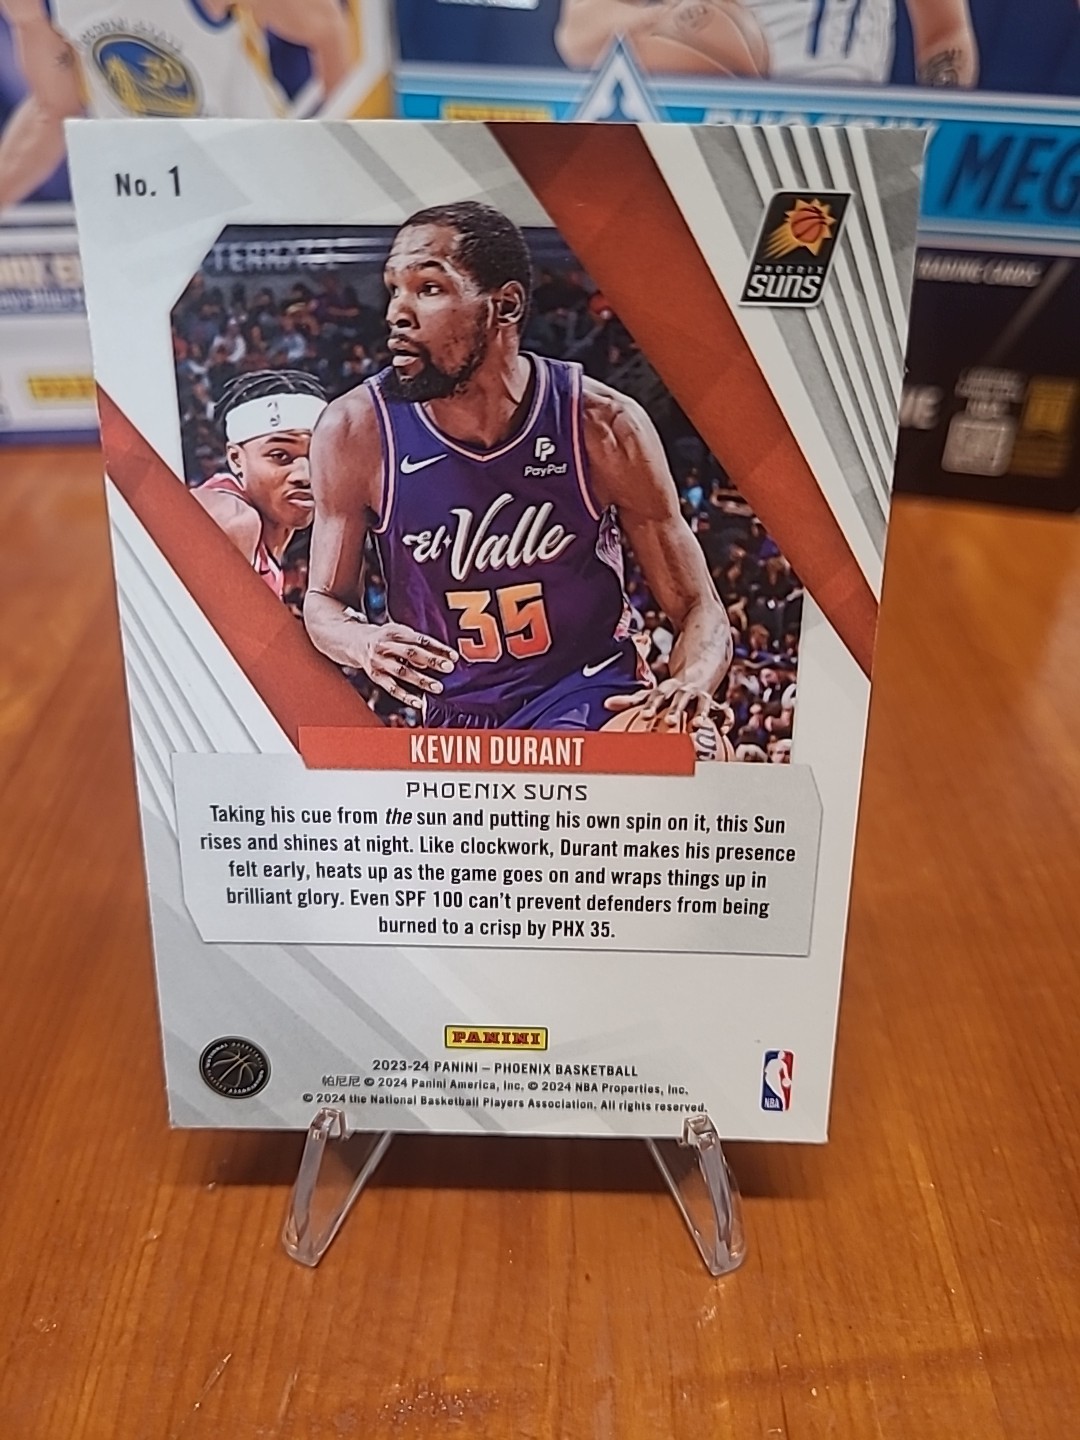 MEG
TRADING CARDS
No. 1
PHOENIX
SUNS
TERRACE
PayPal
El Valle
35
KEVIN DURANT
PHOENIX SUNS
Taking his cue from the sun and putting his own spin on it, this Sun
rises and shines at night. Like clockwork, Durant makes his presence
felt early, heats up as the game goes on and wraps things up in
brilliant glory. Even SPF 100 can't prevent defenders from being
burned to a crisp by PHX 35.
PANINI
2023-24 PANINI – PHOENIX BASKETBALL
帕尼尼 © 2024 Panini America, Inc. © 2024 NBA Properties, Inc.
© 2024 the National Basketball Players Association. All rights reserved.
NBA